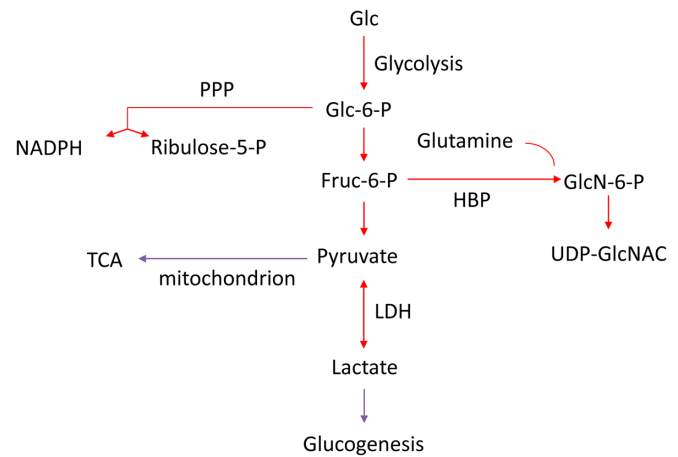 Glc
Glycolysis
PPP
Glc-6-P
NADPH
Ribulose-5-P
Glutamine
Fruc-6-P
HBP
GlcN-6-P
UDP-GlcNAC
TCA
mitochondrion
Pyruvate
LDH
Lactate
Glucogenesis